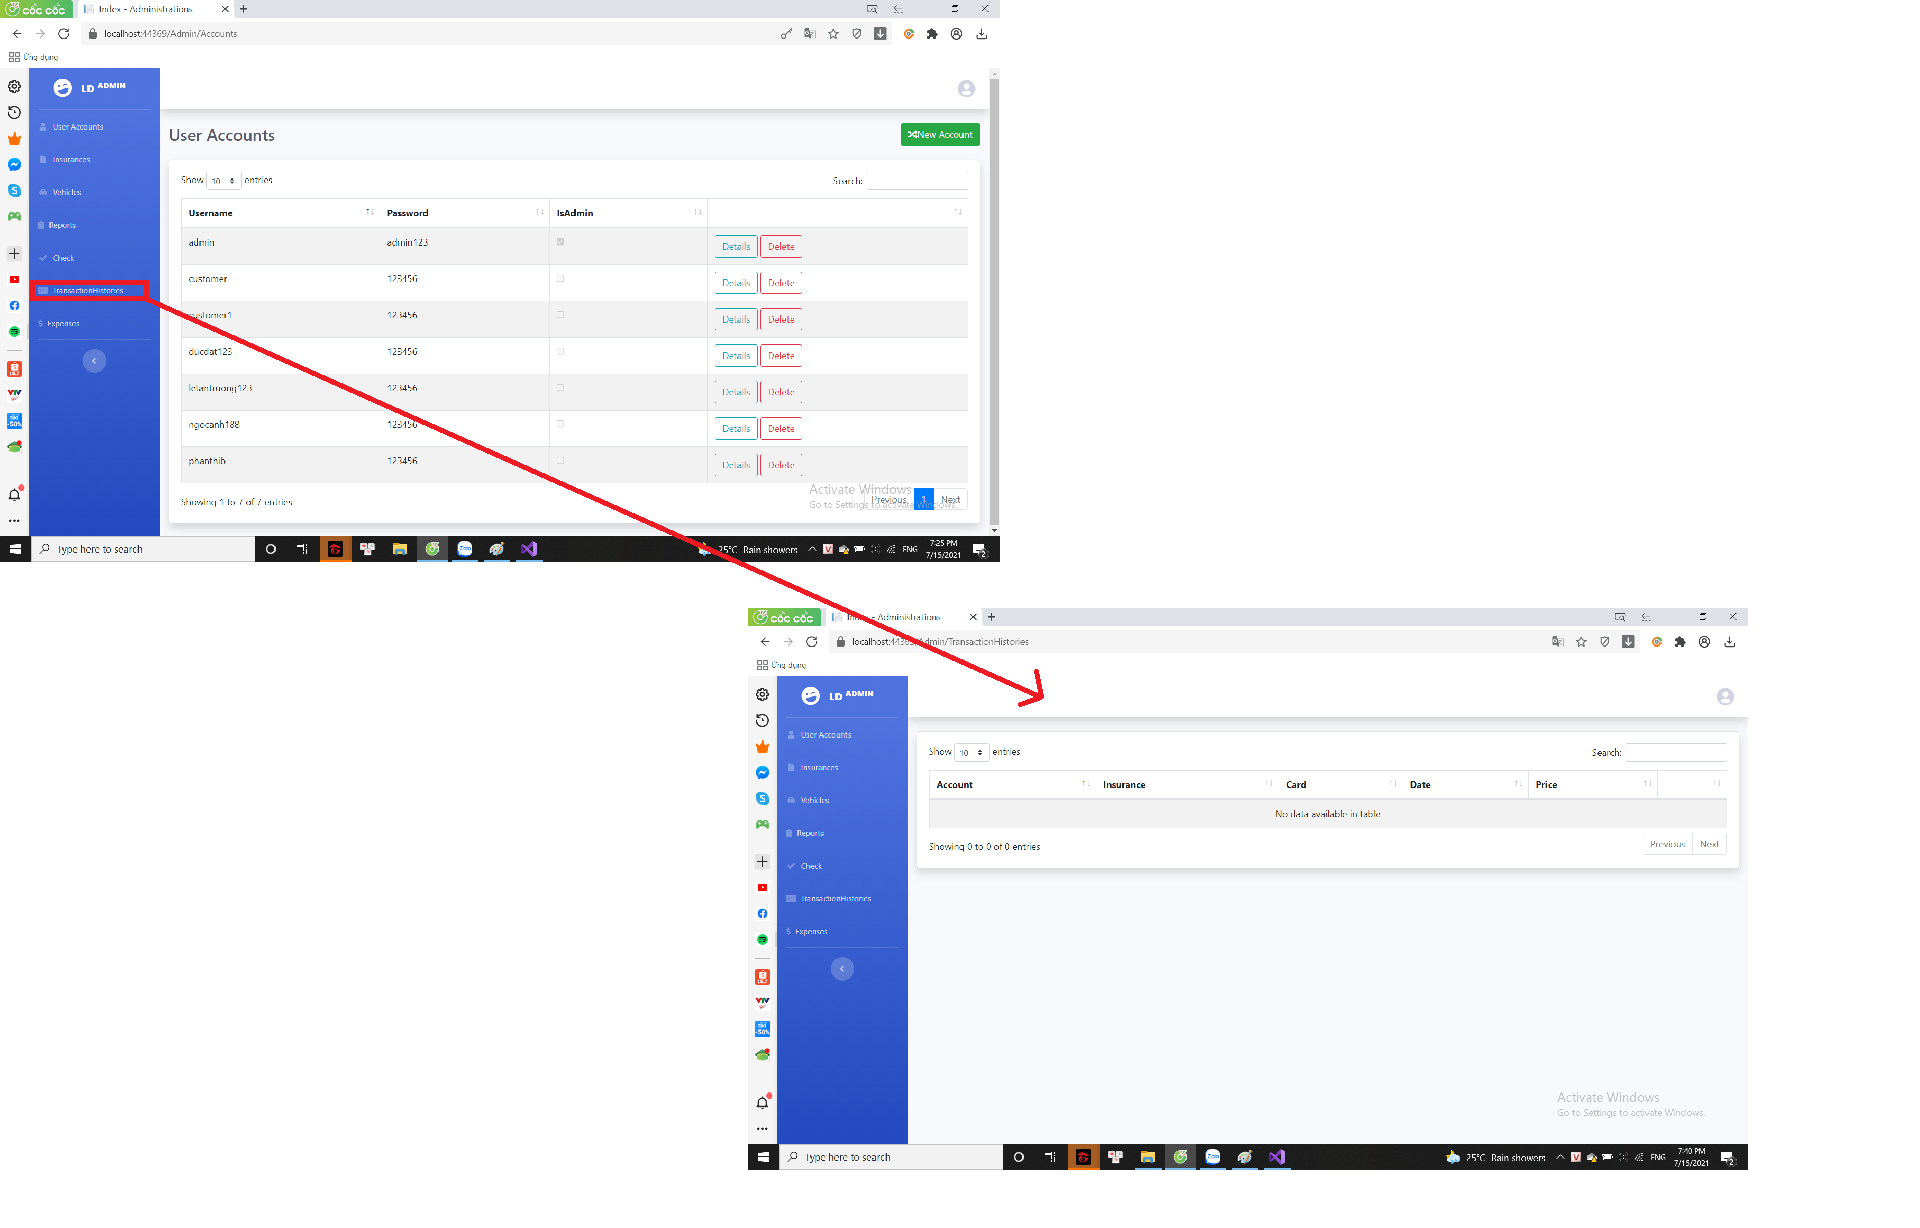 cốc cốc
Index - Administrations
localhost:44369/Admin/Accounts
Ứng dụng
LD ADMIN
User Accounts
Insurances
Vehicles
Reports
Check
TransactionHistories
Expenses
User Accounts
New Account
Show 10 entries
Search:
Username Password IsAdmin
admin admin123 Details Delete
customer 123456 Details Delete
customer1 123456 Details Delete
ducdat123 123456 Details Delete
letantruong123 123456 Details Delete
ngocanh188 123456 Details Delete
phanthib 123456 Details Delete
Showing 1 to 7 of 7 entries
Previous 1 Next
Activate Windows
Go to Settings to activate Windows.
Type here to search
25°C Rain showers
ENG
7:25 PM
7/15/2021
2
cốc cốc
Index - Administrations
localhost:44369/Admin/TransactionHistories
Ứng dụng
LD ADMIN
User Accounts
Insurances
Vehicles
Reports
Check
TransactionHistories
Expenses
Show 10 entries
Search:
Account Insurance Card Date Price
No data available in table
Showing 0 to 0 of 0 entries
Previous Next
Activate Windows
Go to Settings to activate Windows.
Type here to search
25°C Rain showers
ENG
7:40 PM
7/15/2021
2